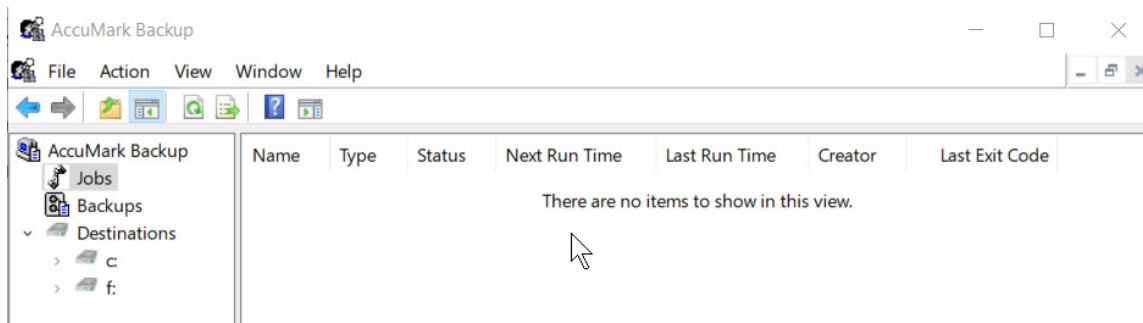 AccuMark Backup
File Action View Window Help
AccuMark Backup
Jobs
Backups
Destinations
c:
f:
Name Type Status Next Run Time Last Run Time Creator Last Exit Code
There are no items to show in this view.